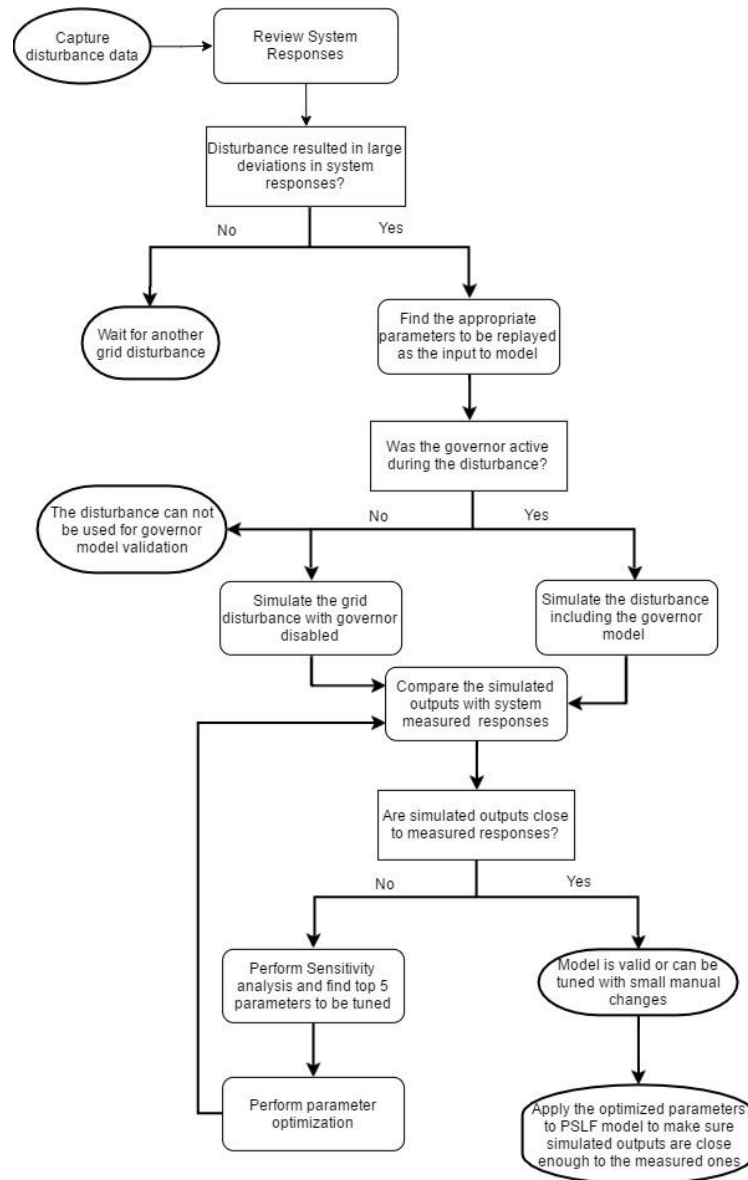 Capture
disturbance data
Review System
Responses
Disturbance resulted in large
deviations in system
responses?
No
Yes
Wait for another
grid disturbance
Find the appropriate
parameters to be replayed
as the input to model
Was the governor active
during the disturbance?
The disturbance can not
be used for governor
model validation
No
Yes
Simulate the grid
disturbance with governor
disabled
Simulate the disturbance
including the governor
model
Compare the simulated
outputs with system
measured responses
Are simulated outputs close
to measured responses?
No
Yes
Perform Sensitivity
analysis and find top 5
parameters to be tuned
Model is valid or can be
tuned with small manual
changes
Perform parameter
optimization
Apply the optimized parameters
to PSLF model to make sure
simulated outputs are close
enough to the measured ones